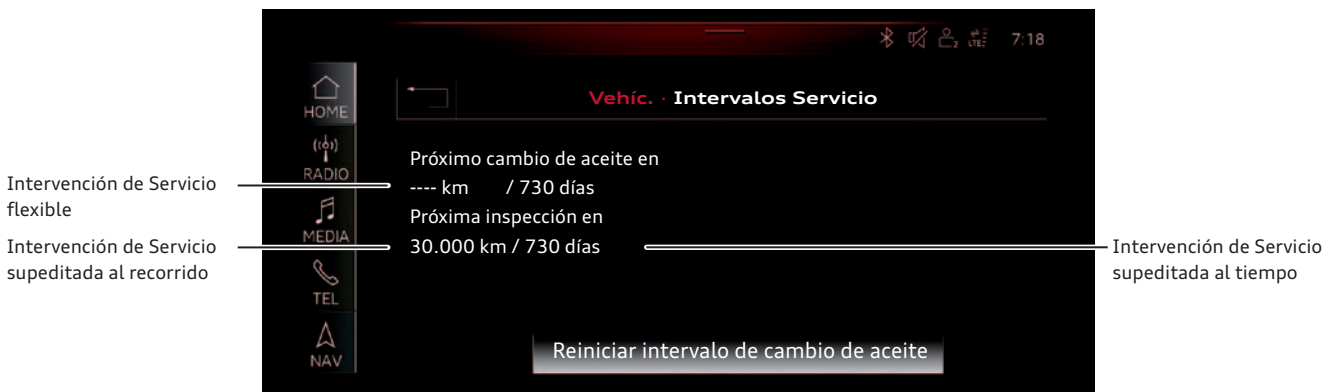 LTE 7:18
HOME
Vehíc. · Intervalos Servicio
RADIO
MEDIA
TEL
NAV
Próximo cambio de aceite en
---- km / 730 días
Próxima inspección en
30.000 km / 730 días
Reiniciar intervalo de cambio de aceite
Intervención de Servicio
flexible
Intervención de Servicio
supeditada al recorrido
Intervención de Servicio
supeditada al tiempo